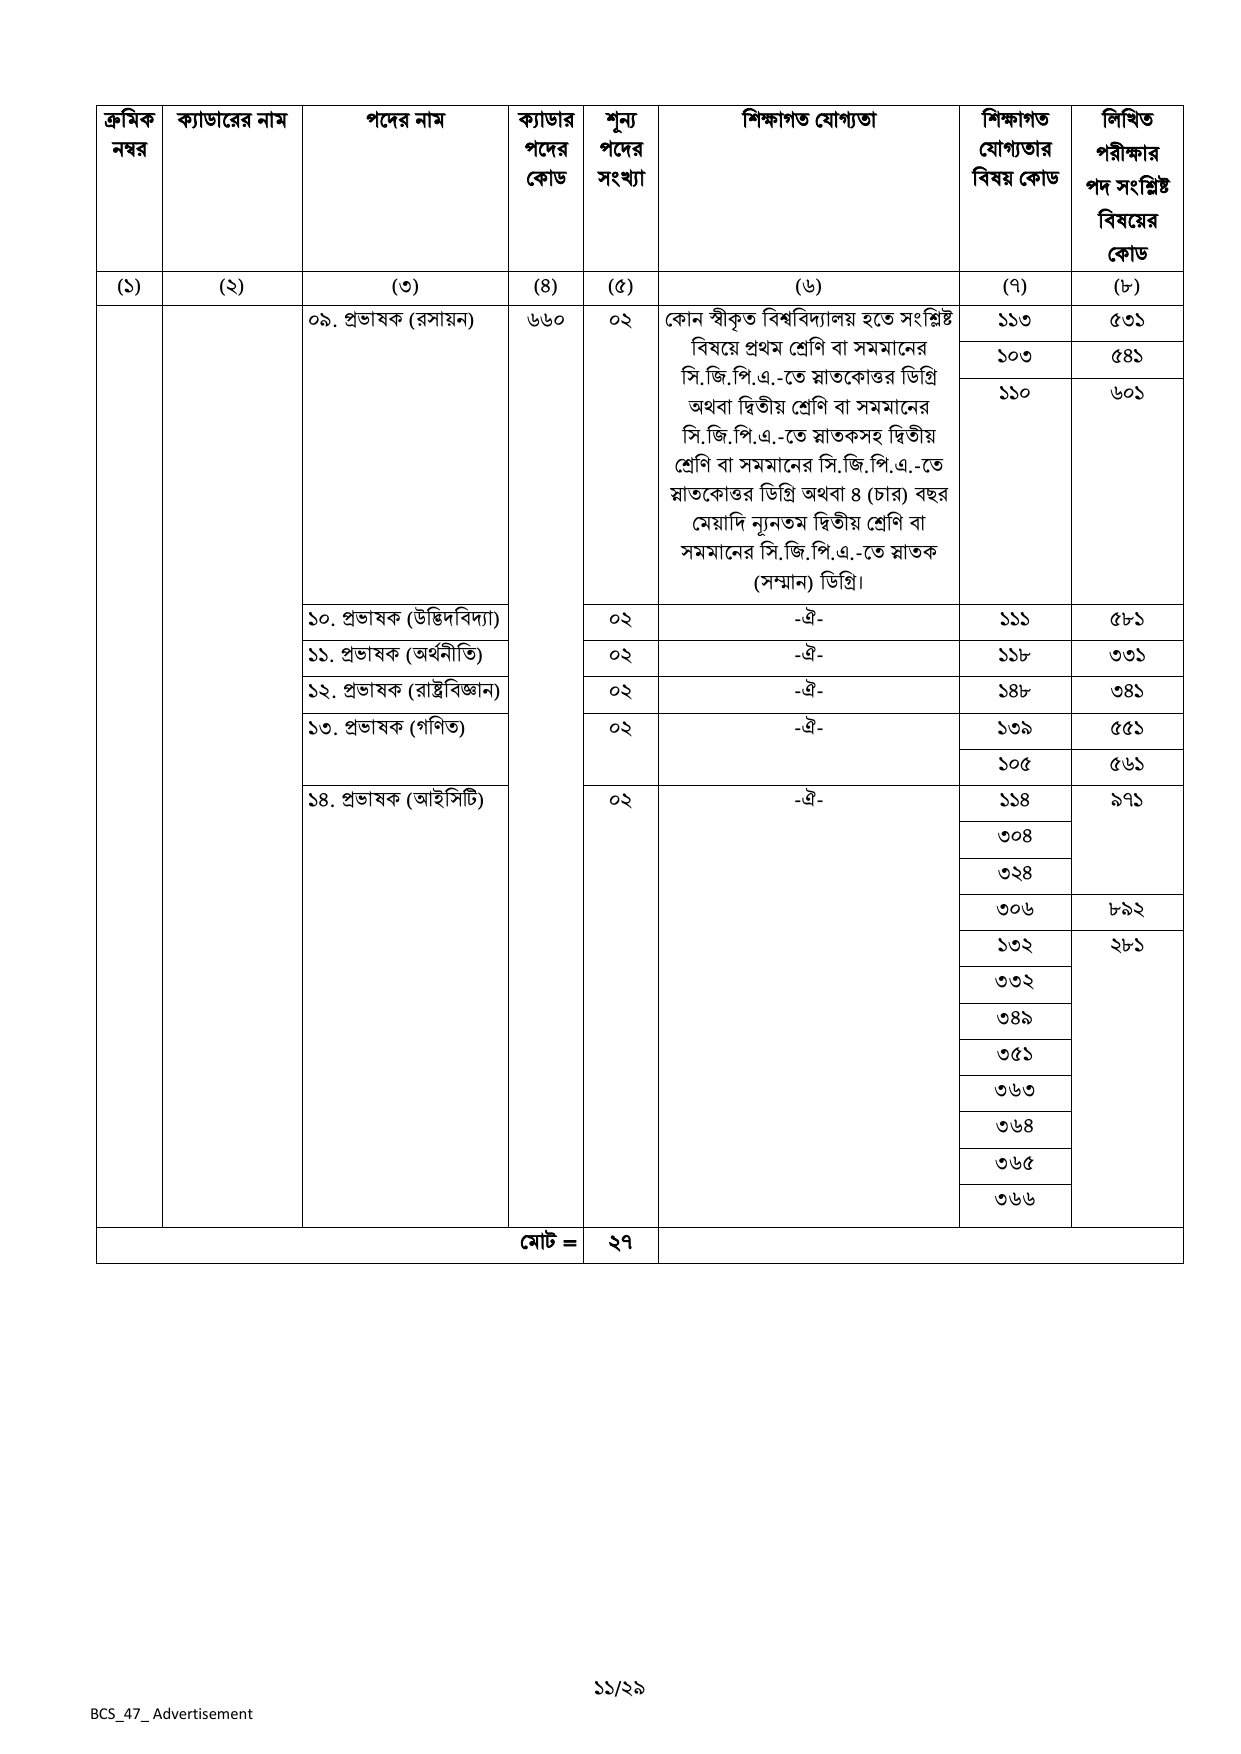 ক্রমিক নম্বর | ক্যাডারের নাম | পদের নাম | ক্যাডার পদের কোড | শূন্য পদের সংখ্যা | শিক্ষাগত যোগ্যতা | শিক্ষাগত যোগ্যতার বিষয় কোড | লিখিত পরীক্ষার পদ সংশ্লিষ্ট বিষয়ের কোড
(১) (২) (৩) (৪) (৫) (৬) (৭) (৮)
০৯. প্রভাষক (রসায়ন) ৬৬০ ০২ কোন স্বীকৃত বিশ্ববিদ্যালয় হতে সংশ্লিষ্ট ১১৩ ৫৩১
বিষয়ে প্রথম শ্রেণি বা সমমানের
১০৩ ৫৪১
সি.জি.পি.এ.-তে স্নাতকোত্তর ডিগ্রি
১১০ ৬০১
অথবা দ্বিতীয় শ্রেণি বা সমমানের
সি.জি.পি.এ.-তে স্নাতকসহ দ্বিতীয়
শ্রেণি বা সমমানের সি.জি.পি.এ.-তে
স্নাতকোত্তর ডিগ্রি অথবা ৪ (চার) বছর
মেয়াদি ন্যূনতম দ্বিতীয় শ্রেণি বা
সমমানের সি.জি.পি.এ.-তে স্নাতক
(সম্মান) ডিগ্রি।
১০. প্রভাষক (উদ্ভিদবিদ্যা) ০২ -ঐ- ১১১ ৫৮১
১১. প্রভাষক (অর্থনীতি) ০২ -ঐ- ১১৮ ৩৩১
১২. প্রভাষক (রাষ্ট্রবিজ্ঞান) ০২ -ঐ- ১৪৮ ৩৪১
১৩. প্রভাষক (গণিত) ০২ -ঐ- ১৩৯ ৫৫১
১০৫ ৫৬১
১৪. প্রভাষক (আইসিটি) ০২ -ঐ- ১১৪ ৯৭১
৩০৪
৩২৪
৩০৬ ৮৯২
১৩২ ২৮১
৩৩২
৩৪৯
৩৫১
৩৬৩
৩৬৪
৩৬৫
৩৬৬
মোট = ২৭
১১/২৯
BCS_47_ Advertisement